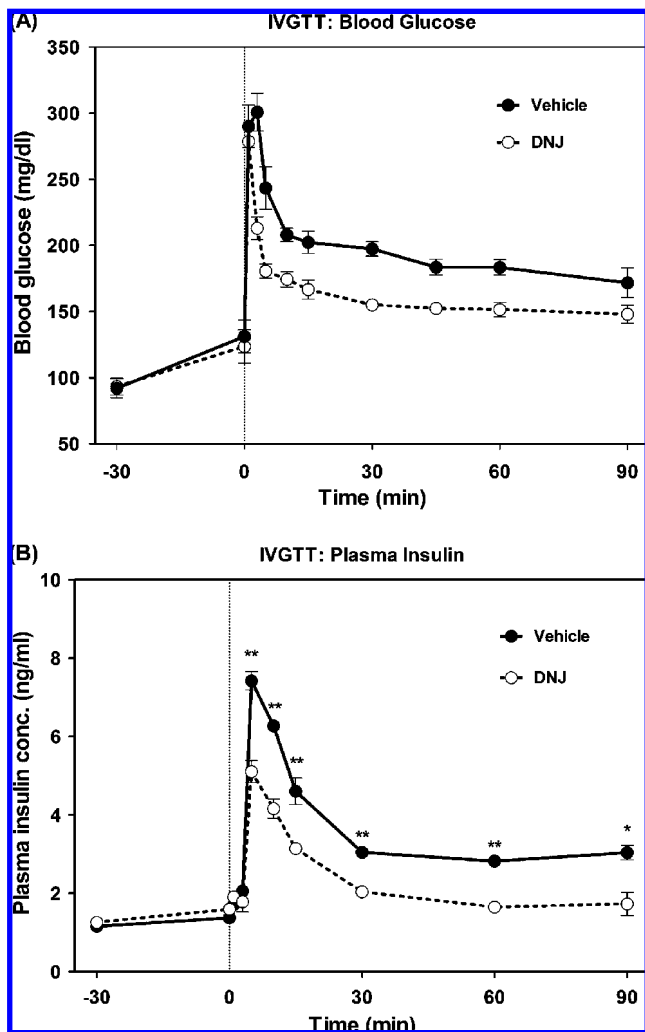 (A)
IVGTT: Blood Glucose
350
300
250
200
150
100
50
Blood glucose (mg/dl)
Vehicle
DNJ
-30
0
30
60
90
Time (min)
(B)
IVGTT: Plasma Insulin
10
8
6
4
2
0
Plasma insulin conc. (ng/ml)
Vehicle
DNJ
**
**
**
**
**
*
-30
0
30
60
90
Time (min)